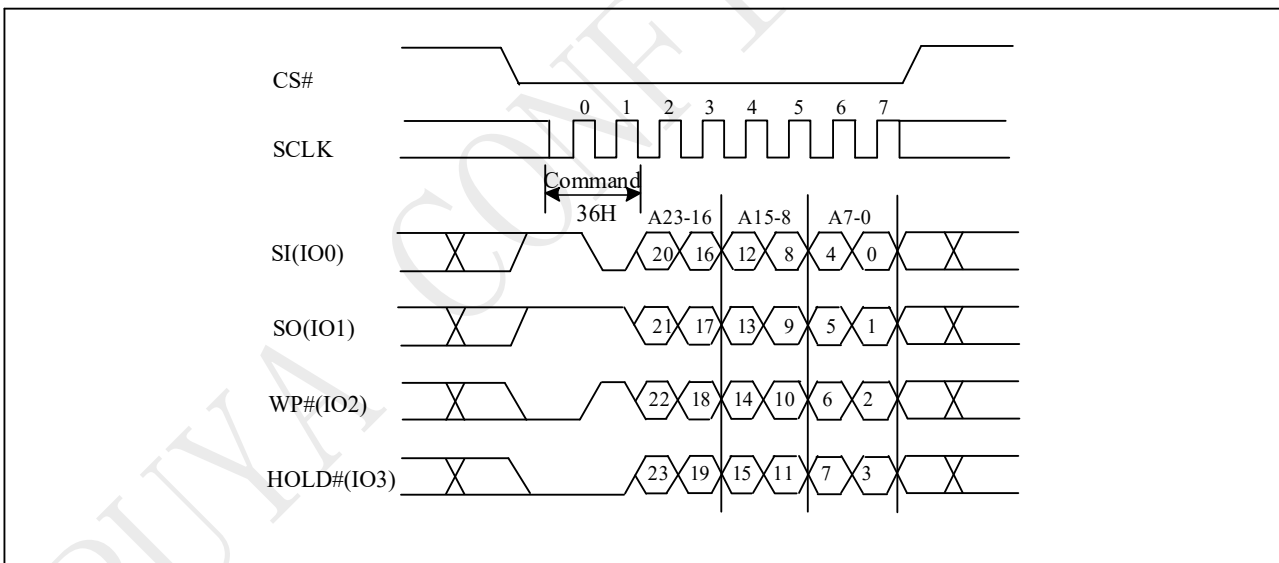 CS#
0 1 2 3 4 5 6 7
SCLK
Command
36H
A23-16 A15-8 A7-0
SI(IO0) 20 16 12 8 4 0
SO(IO1) 21 17 13 9 5 1
WP#(IO2) 22 18 14 10 6 2
HOLD#(IO3) 23 19 15 11 7 3
PUYA CONF